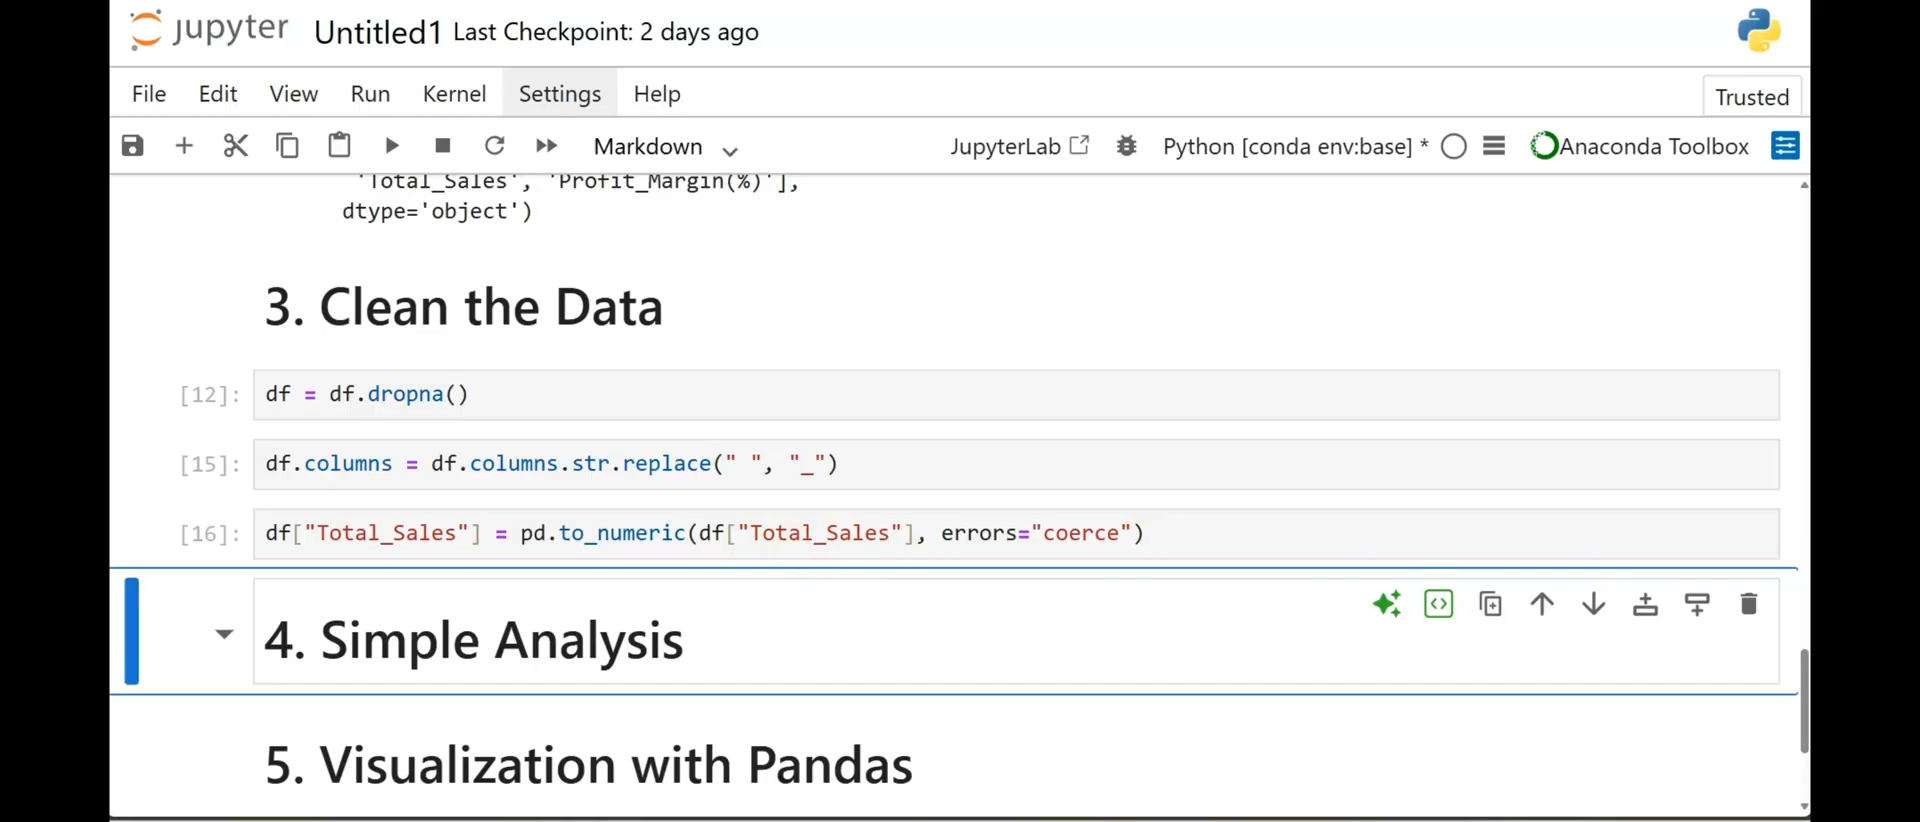 jupyter Untitled1 Last Checkpoint: 2 days ago
File Edit View Run Kernel Settings Help Trusted
Markdown JupyterLab Python [conda env:base] * Anaconda Toolbox
'Total_Sales', 'Profit_Margin(%)'],
dtype='object')
3. Clean the Data
[12]: df = df.dropna()
[15]: df.columns = df.columns.str.replace(" ", "_")
[16]: df["Total_Sales"] = pd.to_numeric(df["Total_Sales"], errors="coerce")
4. Simple Analysis
5. Visualization with Pandas